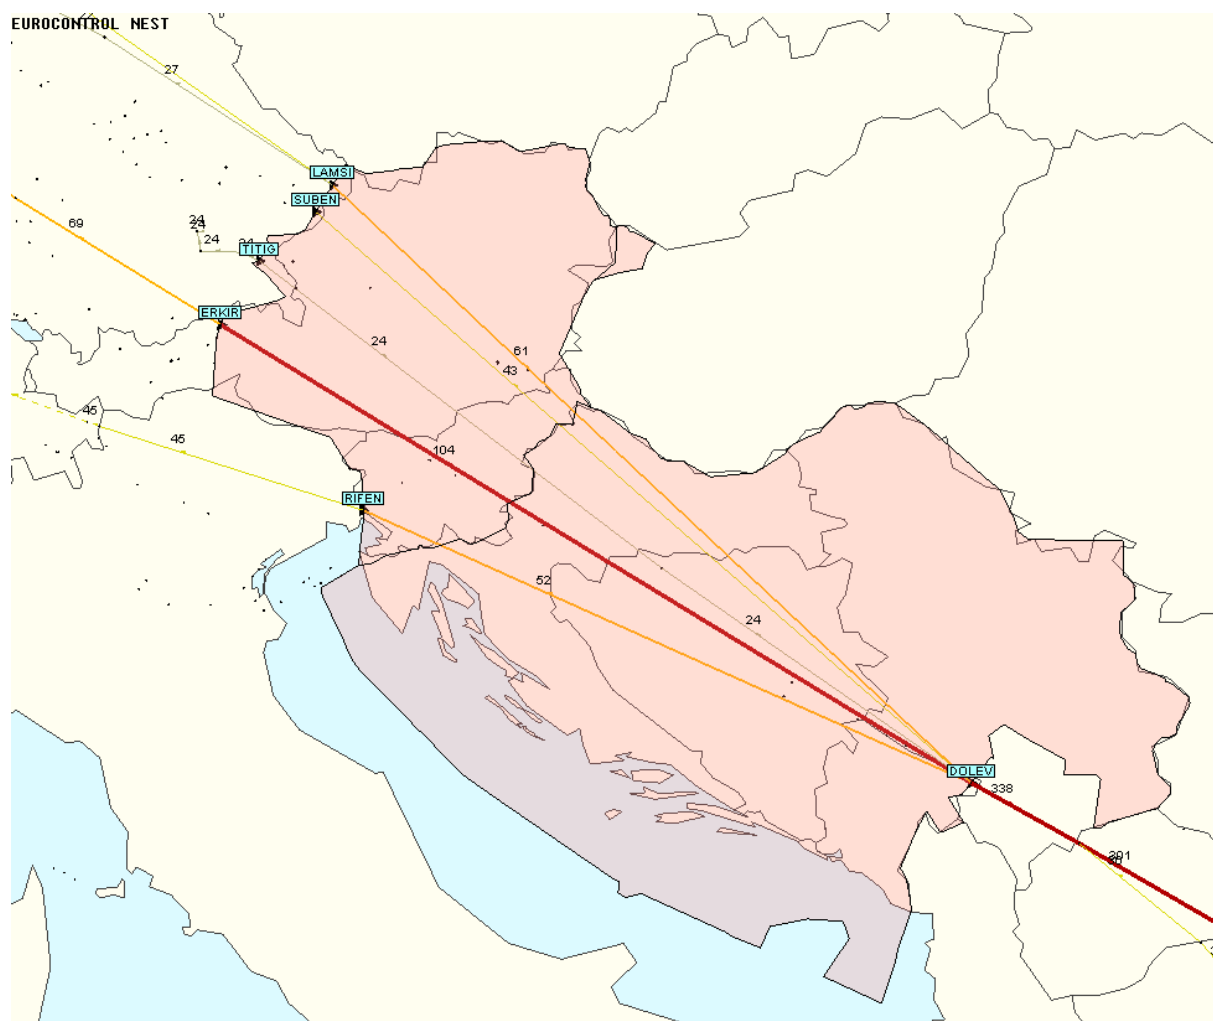 EUROCONTROL NEST
27
LAMSI
SUBEN
24
24
69
24
TITIG
ERKIR
24
61
43
45
45
104
RIFEN
52
24
DOLEV
338